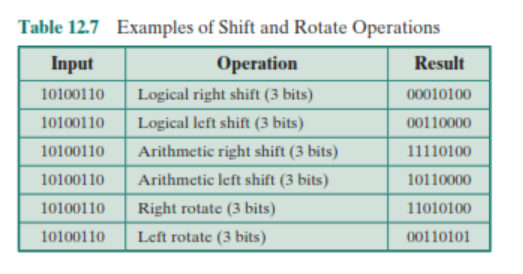 Table 12.7 Examples of Shift and Rotate Operations
Input Operation Result
10100110 Logical right shift (3 bits) 00010100
10100110 Logical left shift (3 bits) 00110000
10100110 Arithmetic right shift (3 bits) 11110100
10100110 Arithmetic left shift (3 bits) 10110000
10100110 Right rotate (3 bits) 11010100
10100110 Left rotate (3 bits) 00110101